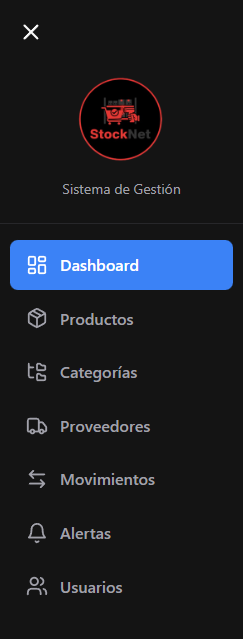 StockNet
Sistema de Gestión
Dashboard
Productos
Categorías
Proveedores
Movimientos
Alertas
Usuarios